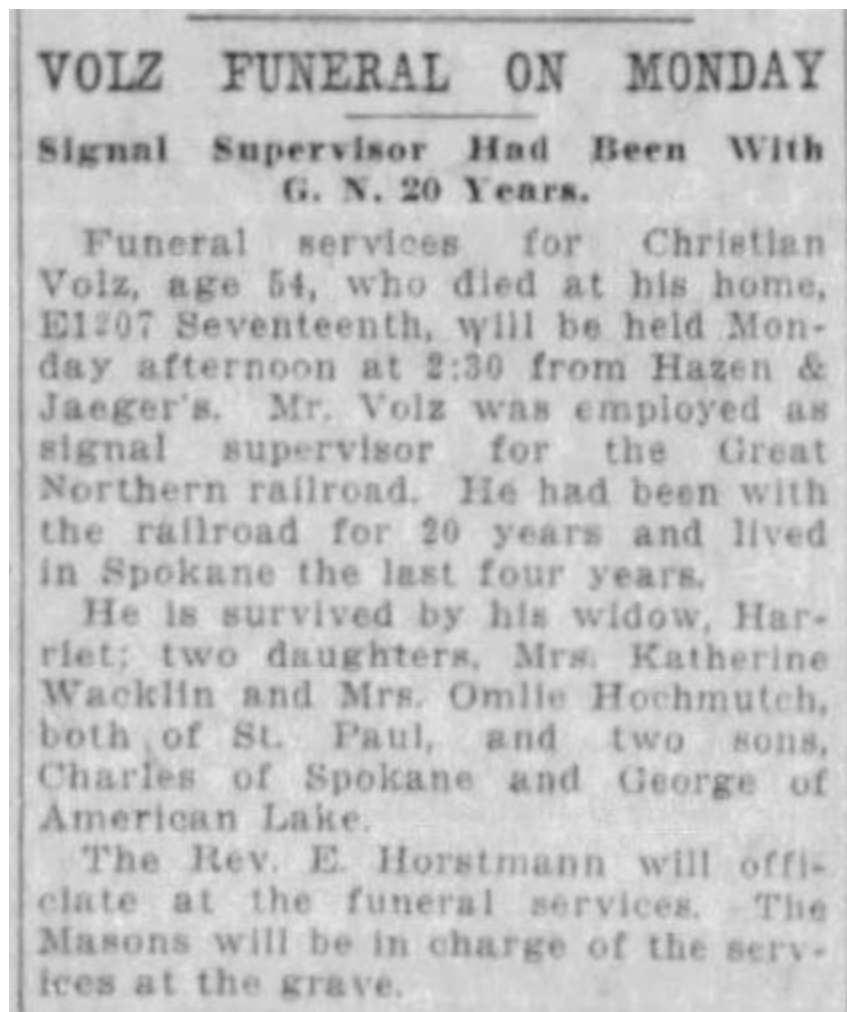 VOLZ FUNERAL ON MONDAY
Signal Supervisor Had Been With
G. N. 20 Years.
Funeral services for Christian
Volz, age 54, who died at his home,
E1207 Seventeenth, will be held Mon-
day afternoon at 2:30 from Hazen &
Jaeger's. Mr. Volz was employed as
signal supervisor for the Great
Northern railroad. He had been with
the railroad for 20 years and lived
in Spokane the last four years.
He is survived by his widow, Har-
riet; two daughters, Mrs. Katherine
Wacklin and Mrs. Omlie Hochmutch,
both of St. Paul, and two sons,
Charles of Spokane and George of
American Lake.
The Rev. E. Horstmann will offi-
ciate at the funeral services. The
Masons will be in charge of the serv-
ices at the grave.